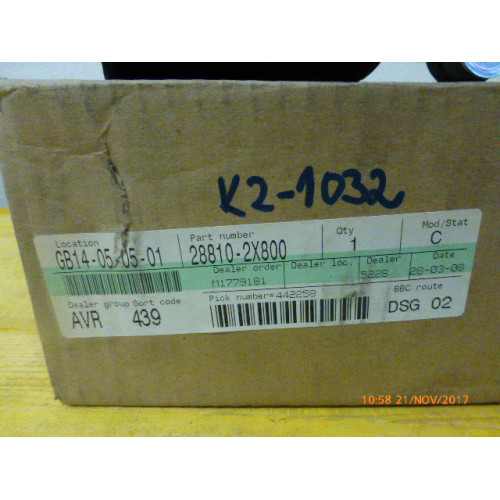 K2-1032
Location Part number Qty Mod/Stat
GB14-05-05-01 28810-2X800 1 C
Dealer order Dealer loc. Dealer Date
M1779181 5228 28-03-08
Dealer group Sort code Pick number 442258 BBC route
AVR 439 DSG 02
10:58 21/NOV/2017